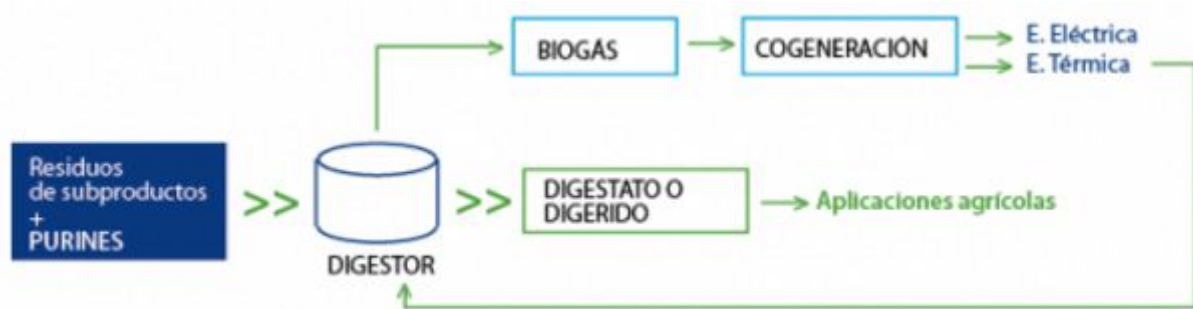 BIOGÁS
COGENERACIÓN
E. Eléctrica
E. Térmica
Residuos
de subproductos
+
PURINES
>>
DIGESTOR
>>
DIGESTATO O
DIGERIDO
Aplicaciones agrícolas